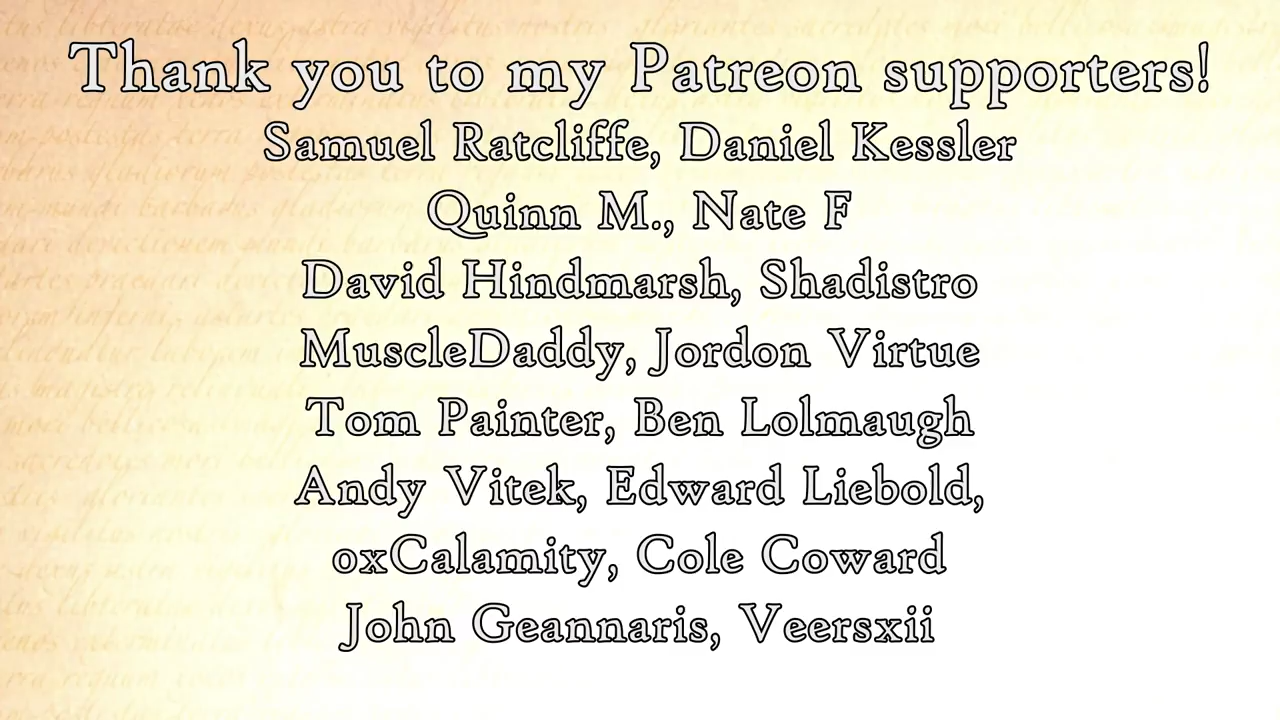 Thank you to my Patreon supporters!
Samuel Ratcliffe, Daniel Kessler
Quinn M., Nate F
David Hindmarsh, Shadistro
MuscleDaddy, Jordon Virtue
Tom Painter, Ben Lolmaugh
Andy Vitek, Edward Liebold,
oxCalamity, Cole Coward
John Geannaris, Veersxii